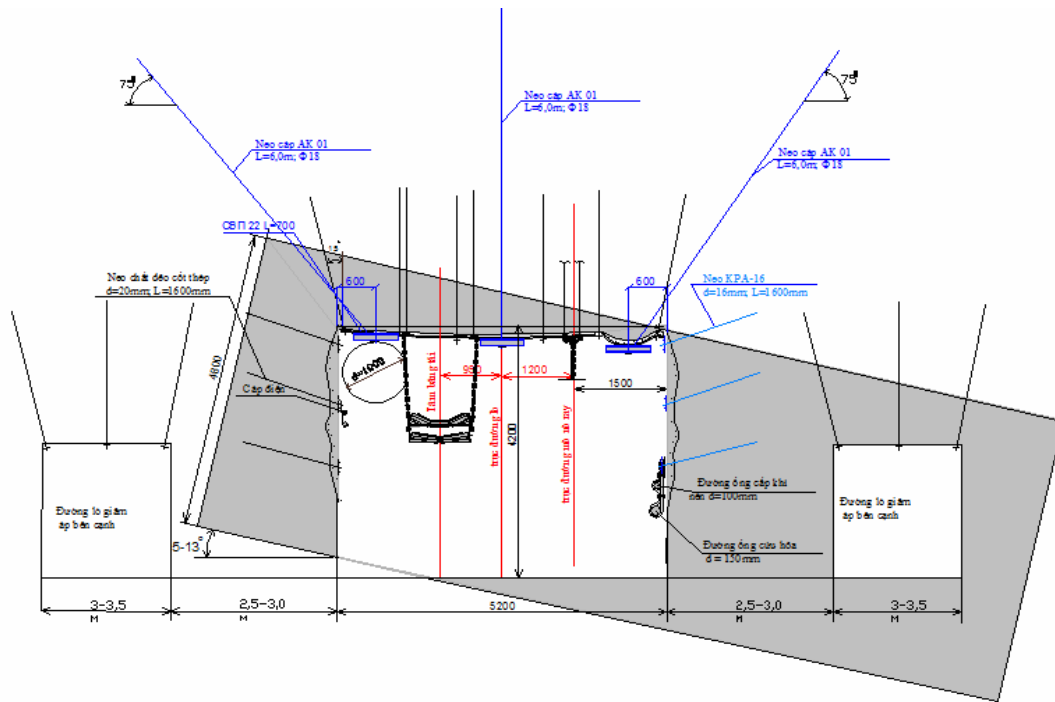 75°
75°
Neo cáp AK 01
L=6,0m; Φ18
Neo cáp AK 01
L=6,0m; Φ18
Neo cáp AK 01
L=6,0m; Φ18
СВП 22 L=700
15°
Neo chất dẻo cốt thép
d=20mm; L=1600mm
600
600
Neo KPA-16
d=16mm; L=1600mm
4800
d=1000
Tâm băng tải
950
1200
1500
Cáp điện
trục đường lò
trục đường mô nô ray
4200
Đường ống cấp khí
nén d=100mm
Đường lò giảm
áp bên cạnh
Đường lò giảm
áp bên cạnh
Đường ống cứu hỏa
d = 150mm
5-13°
3-3,5
м
2,5-3,0
м
5200
2,5-3,0
м
3-3,5
м